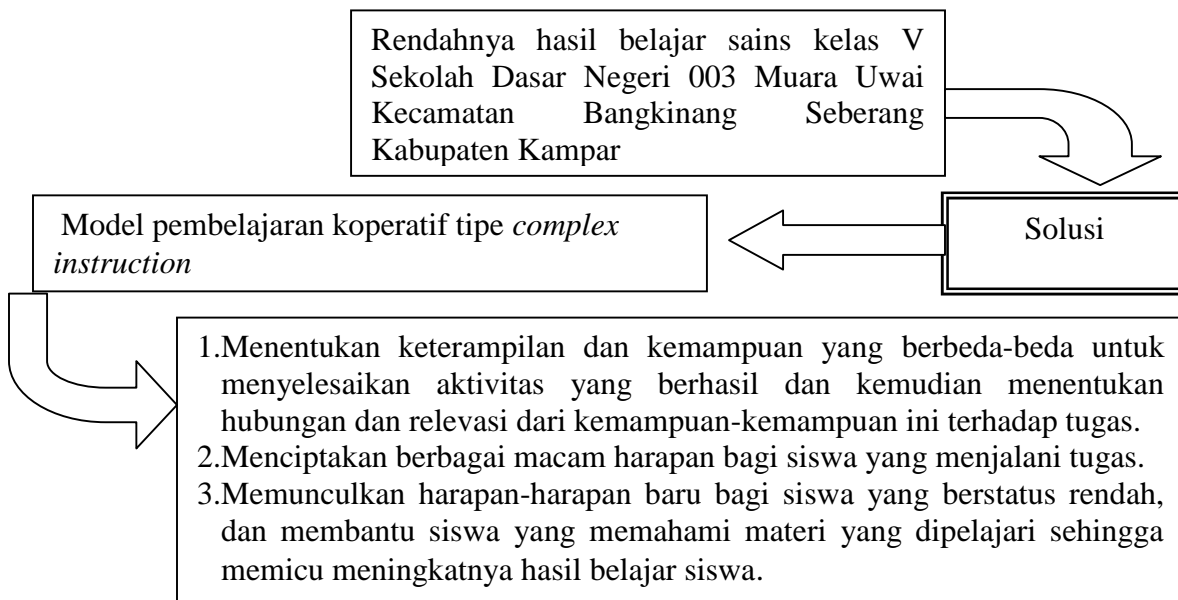 Rendahnya hasil belajar sains kelas V
Sekolah Dasar Negeri 003 Muara Uwai
Kecamatan Bangkinang Seberang
Kabupaten Kampar
Solusi
Model pembelajaran koperatif tipe complex
instruction
1.Menentukan keterampilan dan kemampuan yang berbeda-beda untuk
menyelesaikan aktivitas yang berhasil dan kemudian menentukan
hubungan dan relevasi dari kemampuan-kemampuan ini terhadap tugas.
2.Menciptakan berbagai macam harapan bagi siswa yang menjalani tugas.
3.Memunculkan harapan-harapan baru bagi siswa yang berstatus rendah,
dan membantu siswa yang memahami materi yang dipelajari sehingga
memicu meningkatnya hasil belajar siswa.